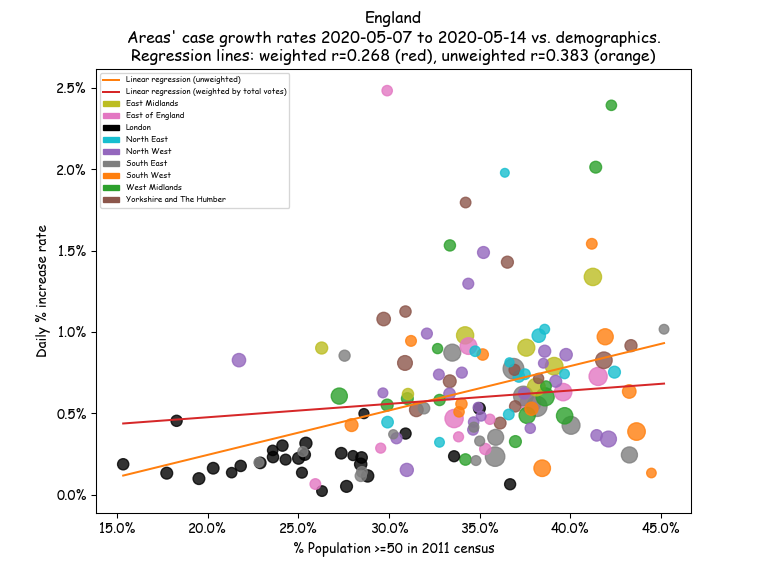 England
Areas' case growth rates 2020-05-07 to 2020-05-14 vs. demographics.
Regression lines: weighted r=0.268 (red), unweighted r=0.383 (orange)
Linear regression (unweighted)
Linear regression (weighted by total votes)
East Midlands
East of England
London
North East
North West
South East
South West
West Midlands
Yorkshire and The Humber
Daily % increase rate
2.5%
2.0%
1.5%
1.0%
0.5%
0.0%
15.0% 20.0% 25.0% 30.0% 35.0% 40.0% 45.0%
% Population >=50 in 2011 census